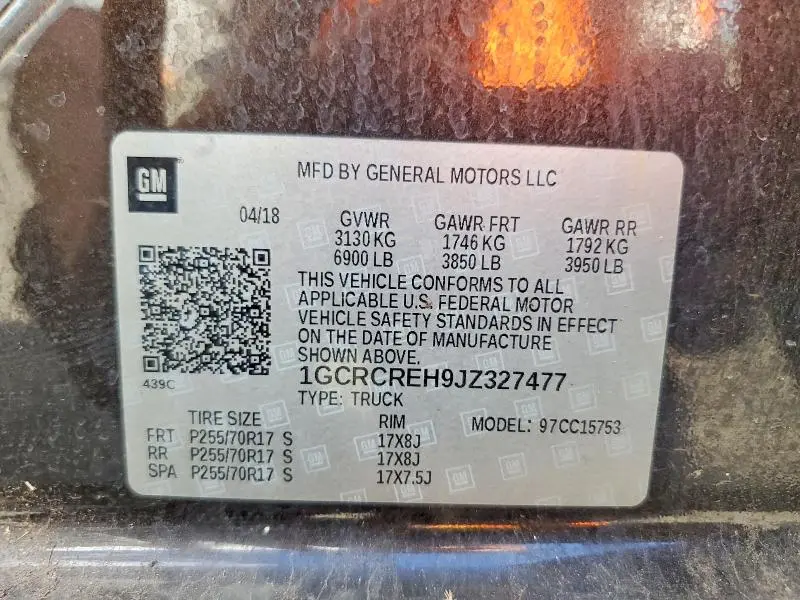 GM
MFD BY GENERAL MOTORS LLC
04/18
GVWR GAWR FRT GAWR RR
3130 KG 1746 KG 1792 KG
6900 LB 3850 LB 3950 LB
THIS VEHICLE CONFORMS TO ALL
APPLICABLE U.S. FEDERAL MOTOR
VEHICLE SAFETY STANDARDS IN EFFECT
ON THE DATE OF MANUFACTURE
SHOWN ABOVE.
439C
1GCRCREH9JZ327477
TYPE: TRUCK
TIRE SIZE RIM MODEL: 97CC15753
FRT P255/70R17 S 17X8J
RR P255/70R17 S 17X8J
SPA P255/70R17 S 17X7.5J